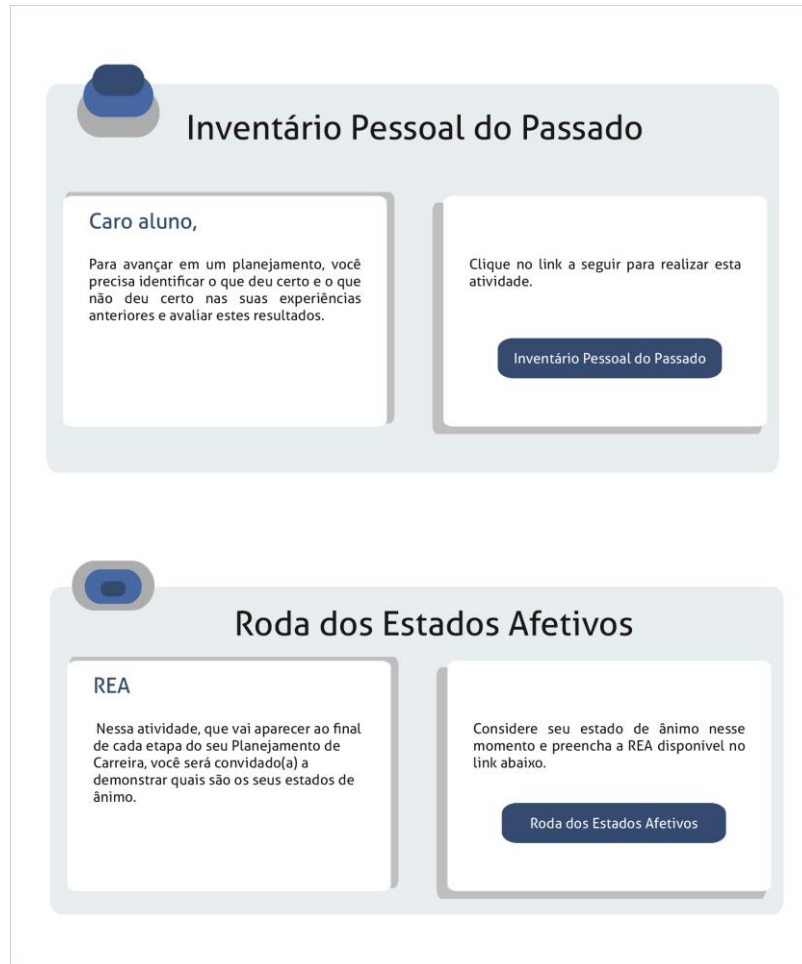 Inventário Pessoal do Passado
Caro aluno,
Para avançar em um planejamento, você
precisa identificar o que deu certo e o que
não deu certo nas suas experiências
anteriores e avaliar estes resultados.
Clique no link a seguir para realizar esta
atividade.
Inventário Pessoal do Passado
Roda dos Estados Afetivos
REA
Nessa atividade, que vai aparecer ao final
de cada etapa do seu Planejamento de
Carreira, você será convidado(a) a
demonstrar quais são os seus estados de
ânimo.
Considere seu estado de ânimo nesse
momento e preencha a REA disponível no
link abaixo.
Roda dos Estados Afetivos